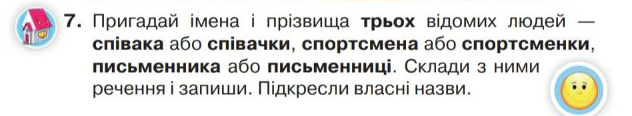 7. Пригадай імена і прізвища трьох відомих людей —
співака або співачки, спортсмена або спортсменки,
письменника або письменниці. Склади з ними
речення і запиши. Підкресли власні назви.